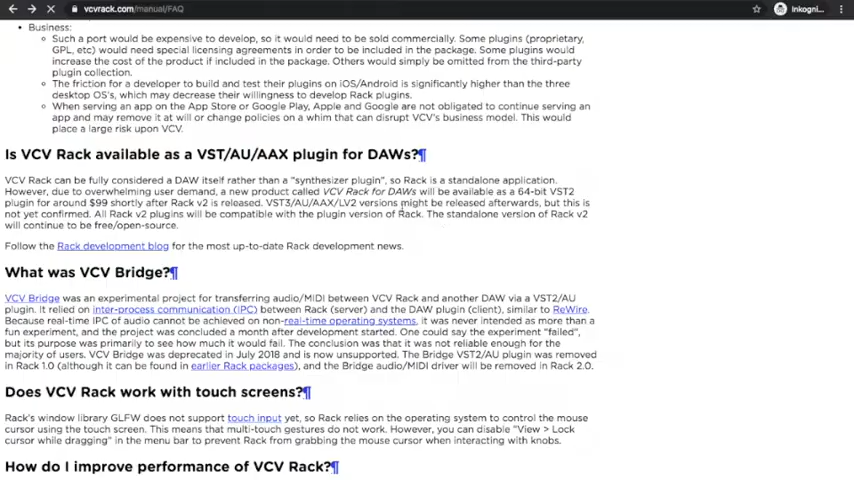 vcvrack.com/manual/FAQ
Inkogni...
• Business:
Such a port would be expensive to develop, so it would need to be sold commercially. Some plugins (proprietary,
GPL, etc) would need special licensing agreements in order to be included in the package. Some plugins would
increase the cost of the product if included in the package. Others would simply be omitted from the third-party
plugin collection.
The friction for a developer to build and test their plugins on iOS/Android is significantly higher than the three
desktop OS's, which may decrease their willingness to develop Rack plugins.
When serving an app on the App Store or Google Play, Apple and Google are not obligated to continue serving an
app and may remove it at will or change policies on a whim that can disrupt VCV's business model. This would
place a large risk upon VCV.
Is VCV Rack available as a VST/AU/AAX plugin for DAWs?¶
VCV Rack can be fully considered a DAW itself rather than a "synthesizer plugin", so Rack is a standalone application.
However, due to overwhelming user demand, a new product called VCV Rack for DAWs will be available as a 64-bit VST2
plugin for around $99 shortly after Rack v2 is released. VST3/AU/AAX/LV2 versions might be released afterwards, but this is
not yet confirmed. All Rack v2 plugins will be compatible with the plugin version of Rack. The standalone version of Rack v2
will continue to be free/open-source.
Follow the Rack development blog for the most up-to-date Rack development news.
What was VCV Bridge?¶
VCV Bridge was an experimental project for transferring audio/MIDI between VCV Rack and another DAW via a VST2/AU
plugin. It relied on inter-process communication (IPC) between Rack (server) and the DAW plugin (client), similar to ReWire.
Because real-time IPC of audio cannot be achieved on non-real-time operating systems, it was never intended as more than a
fun experiment, and the project was concluded a month after development started. One could say the experiment "failed",
but its purpose was primarily to see how much it would fail. The conclusion was that it was not reliable enough for the
majority of users. VCV Bridge was deprecated in July 2018 and is now unsupported. The Bridge VST2/AU plugin was removed
in Rack 1.0 (although it can be found in earlier Rack packages), and the Bridge audio/MIDI driver will be removed in Rack 2.0.
Does VCV Rack work with touch screens?¶
Rack's window library GLFW does not support touch input yet, so Rack relies on the operating system to control the mouse
cursor using the touch screen. This means that multi-touch gestures do not work. However, you can disable "View > Lock
cursor while dragging" in the menu bar to prevent Rack from grabbing the mouse cursor when interacting with knobs.
How do I improve performance of VCV Rack?¶